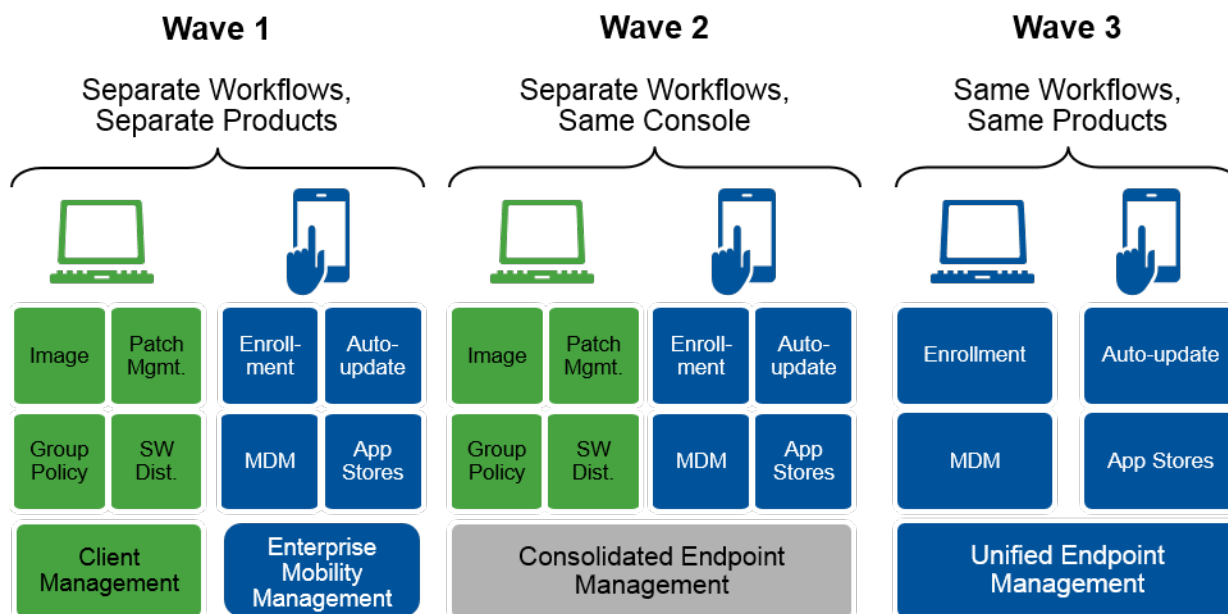 Wave 1
Wave 2
Wave 3
Separate Workflows,
Separate Products
Separate Workflows,
Same Console
Same Workflows,
Same Products
Image
Patch
Mgmt.
Enroll-
ment
Auto-
update
Image
Patch
Mgmt.
Enroll-
ment
Auto-
update
Enrollment
Auto-update
Group
Policy
SW
Dist.
MDM
App
Stores
Group
Policy
SW
Dist.
MDM
App
Stores
MDM
App Stores
Client
Management
Enterprise
Mobility
Management
Consolidated Endpoint
Management
Unified Endpoint
Management